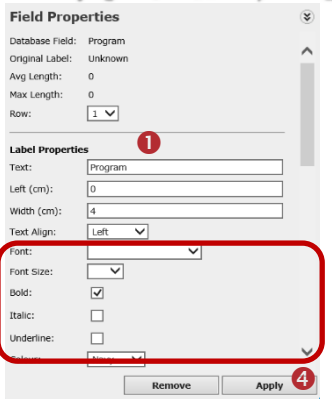 Field Properties
Database Field: Program
Original Label: Unknown
Avg Length: 0
Max Length: 0
Row: 1
1
Label Properties
Text: Program
Left (cm): 0
Width (cm): 4
Text Align: Left
Font:
Font Size:
Bold:
Italic:
Underline:
Colour: Navy
Remove Apply 4